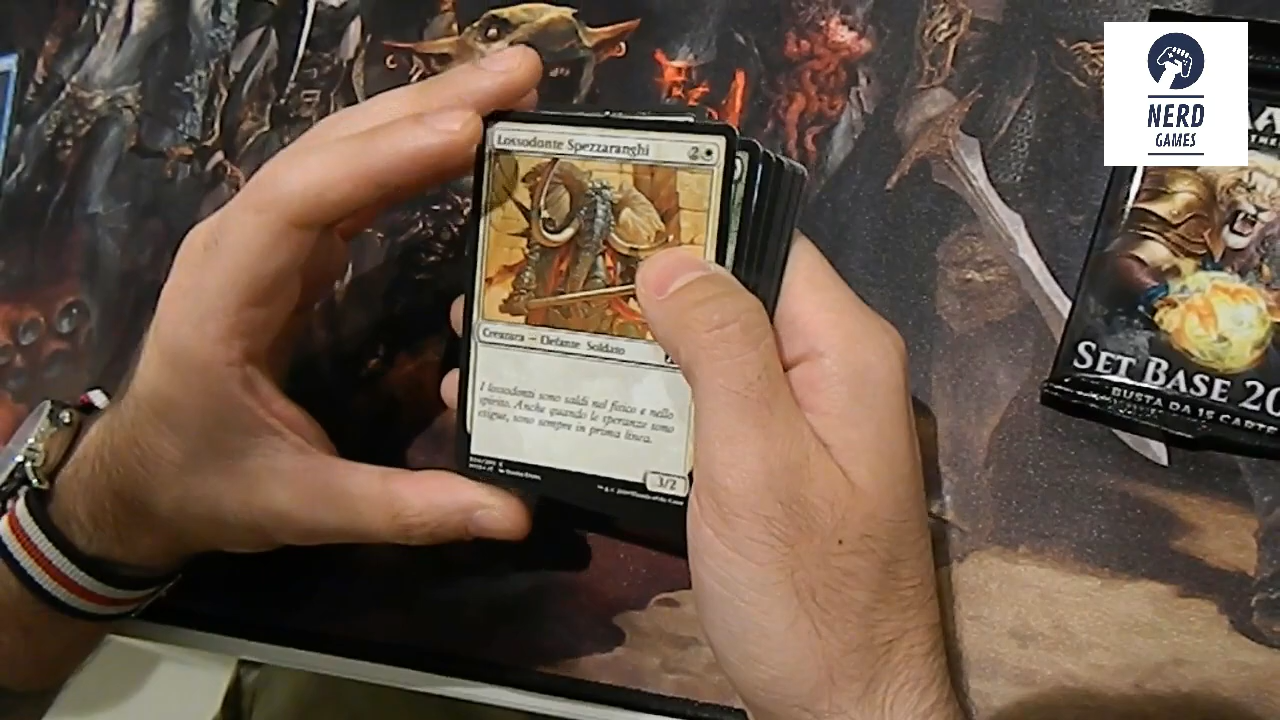 NERD
GAMES
Lossodonte Spezzaranghi
2
Creatura — Elefante Soldato
I lossodonti sono saldi nel fisico e nello
spirito. Anche quando le speranze sono
esigue, sono sempre in prima linea.
3/2
SET BASE 20
BUSTA DA 15 CARTE